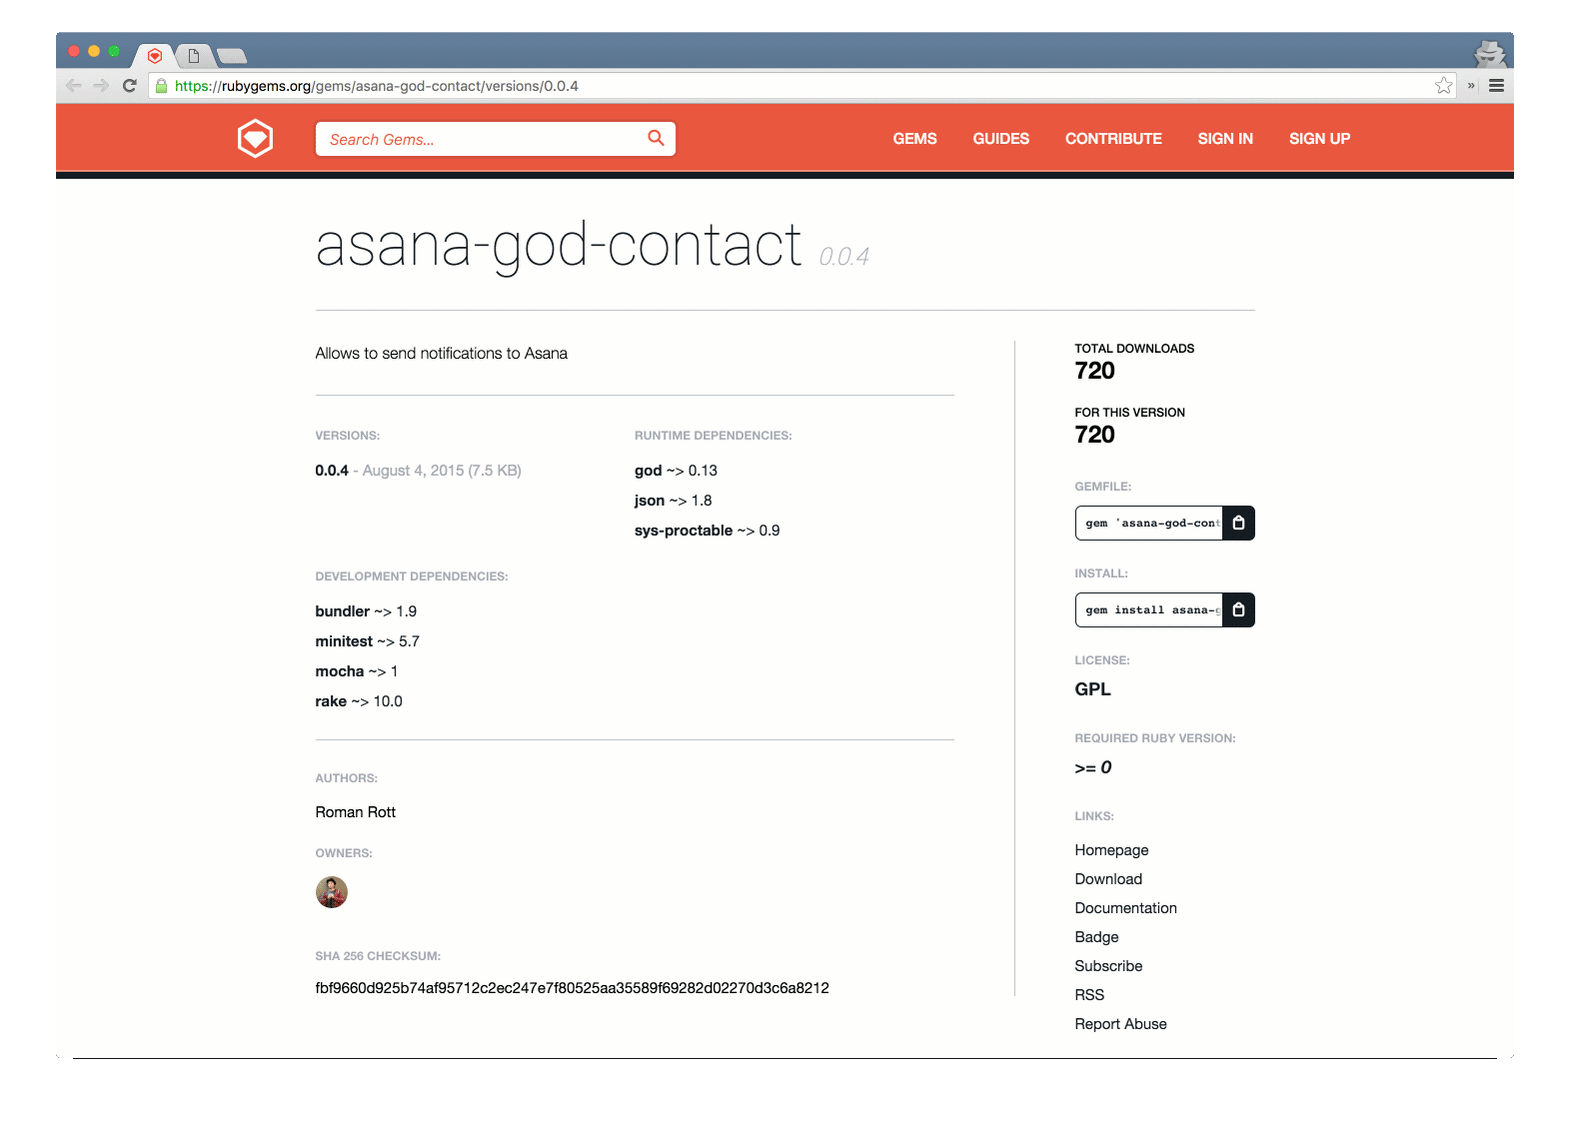 https://rubygems.org/gems/asana-god-contact/versions/0.0.4
Search Gems...
GEMS GUIDES CONTRIBUTE SIGN IN SIGN UP
asana-god-contact 0.0.4
Allows to send notifications to Asana
VERSIONS:
0.0.4 - August 4, 2015 (7.5 KB)
RUNTIME DEPENDENCIES:
god ~> 0.13
json ~> 1.8
sys-proctable ~> 0.9
DEVELOPMENT DEPENDENCIES:
bundler ~> 1.9
minitest ~> 5.7
mocha ~> 1
rake ~> 10.0
AUTHORS:
Roman Rott
OWNERS:
SHA 256 CHECKSUM:
fbf9660d925b74af95712c2ec247e7f80525aa35589f69282d02270d3c6a8212
TOTAL DOWNLOADS
720
FOR THIS VERSION
720
GEMFILE:
gem 'asana-god-cont
INSTALL:
gem install asana-g
LICENSE:
GPL
REQUIRED RUBY VERSION:
>= 0
LINKS:
Homepage
Download
Documentation
Badge
Subscribe
RSS
Report Abuse